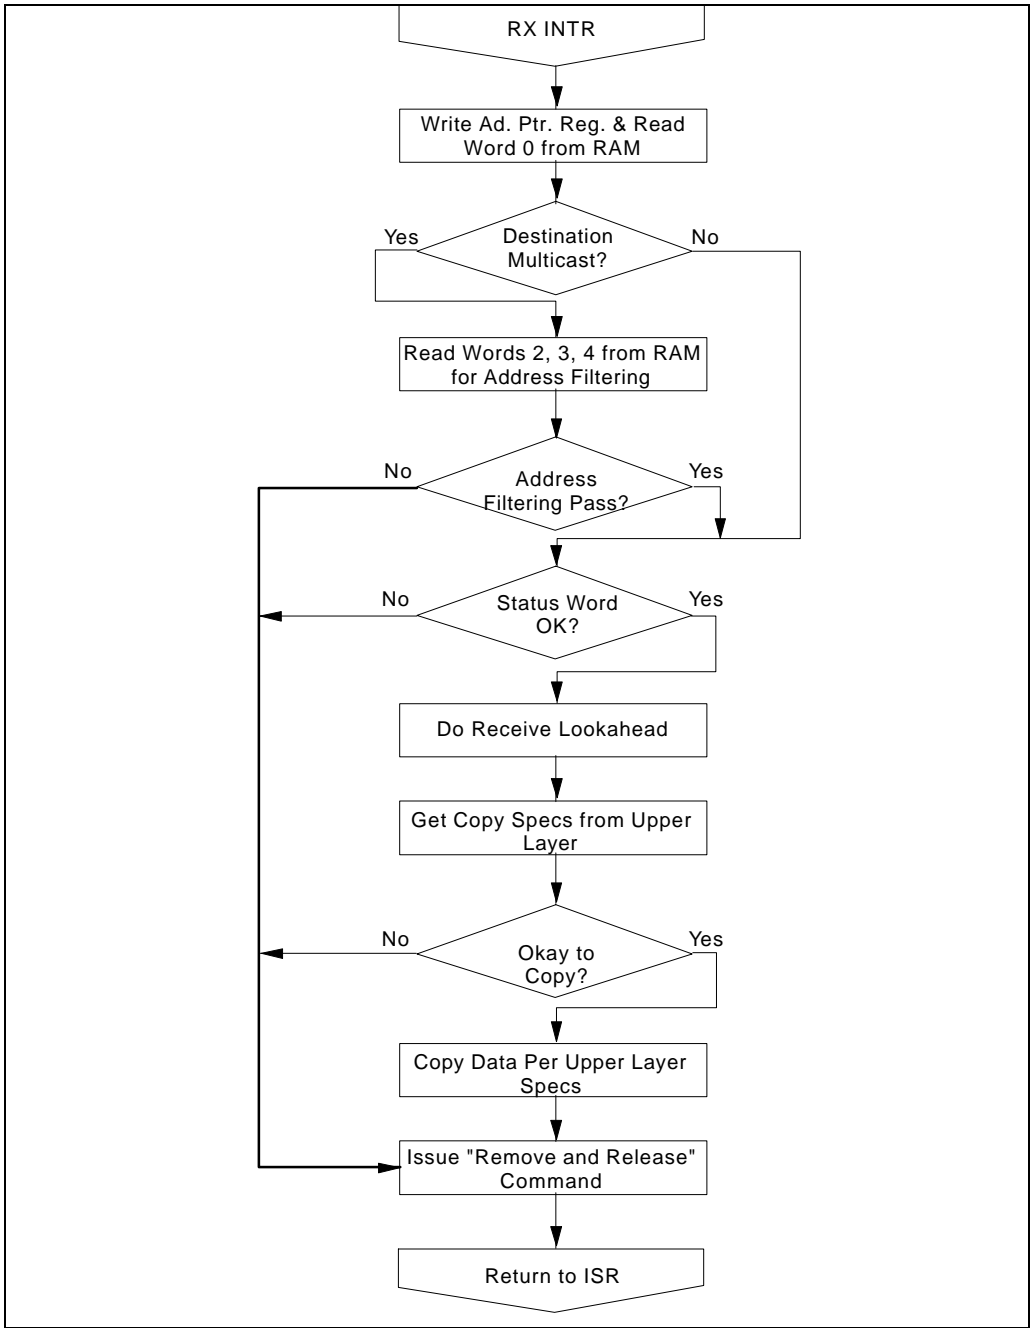 RX INTR
Write Ad. Ptr. Reg. & Read
Word 0 from RAM
Yes
Destination
Multicast?
No
Read Words 2, 3, 4 from RAM
for Address Filtering
No
Address
Filtering Pass?
Yes
No
Status Word
OK?
Yes
Do Receive Lookahead
Get Copy Specs from Upper
Layer
No
Okay to
Copy?
Yes
Copy Data Per Upper Layer
Specs
Issue "Remove and Release"
Command
Return to ISR